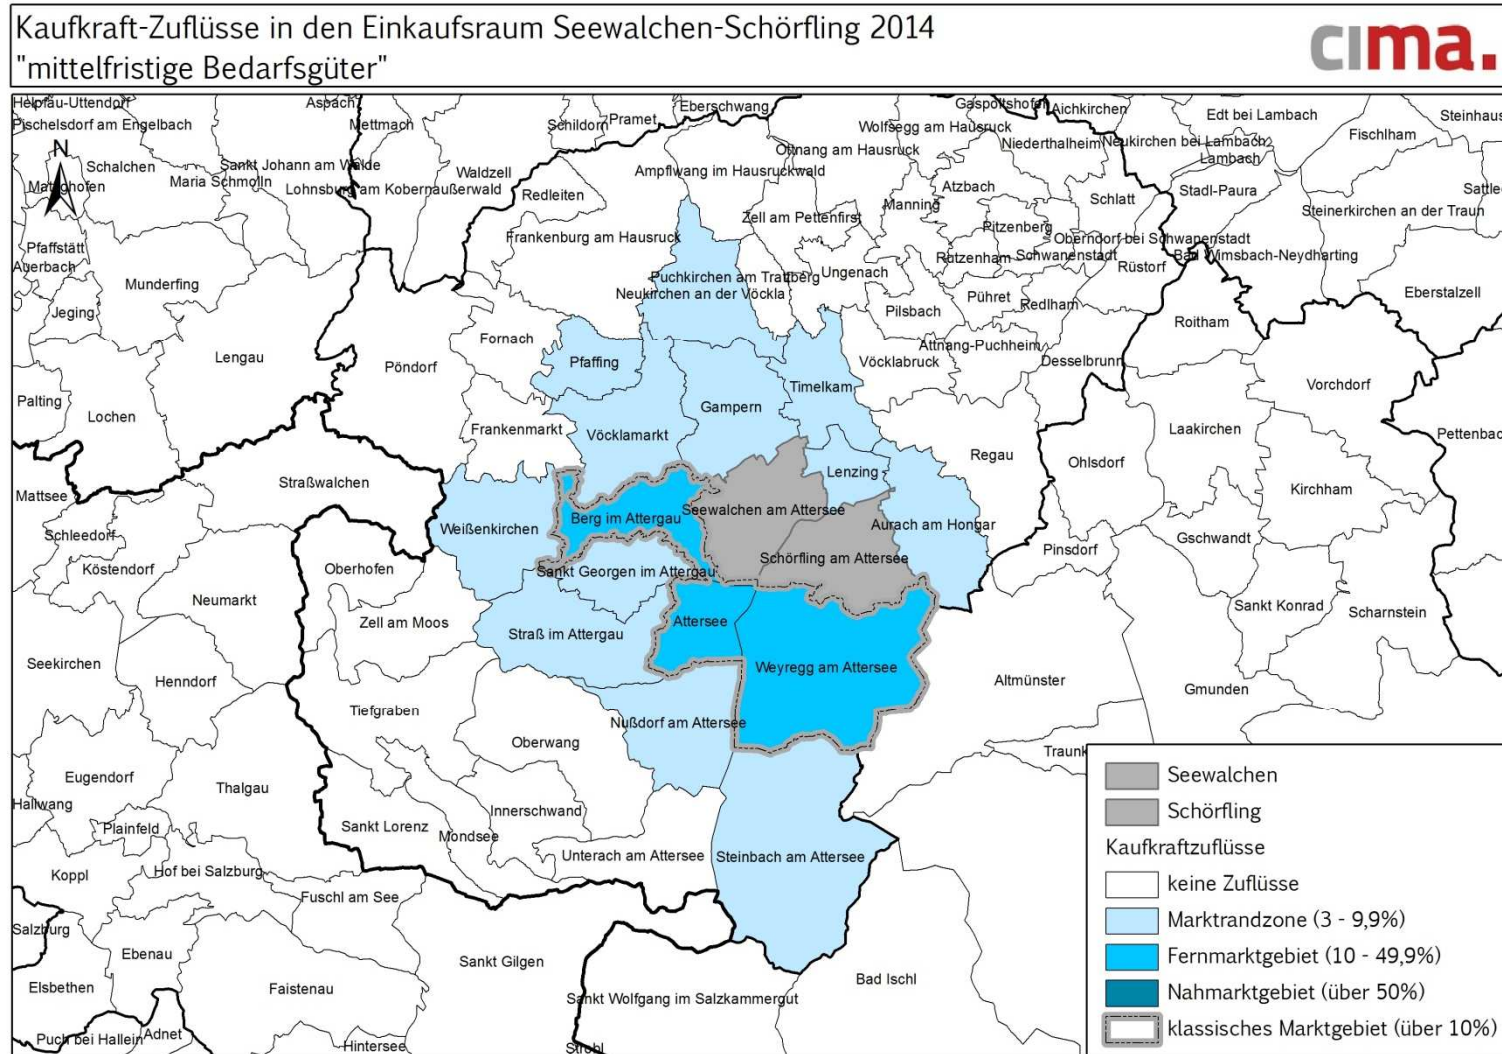 Kaufkraft-Zuflüsse in den Einkaufsraum Seewalchen-Schörfling 2014
"mittelfristige Bedarfsgüter"
cima.
Helpfau-Uttendorf
Aspach
Eberschwang
Gaspoltshofen
Aichkirchen
Edt bei Lambach
Steinhaus
Pischelsdorf am Engelbach
Mettmach
Schildorn
Pramet
Wolfsegg am Hausruck
Fischlham
N
Schalchen
Sankt Johann am Walde
Ottnang am Hausruck
Niederthalheim
Neukirchen bei Lambach
Lambach
Mattighofen
Maria Schmolln
Lohnsburg am Kobernaußerwald
Waldzell
Redleiten
Ampflwang im Hausruckwald
Atzbach
Schlatt
Stadl-Paura
Sattle
Manning
Zell am Pettenfirst
Pitzenberg
Steinerkirchen an der Traun
Pfaffstätt
Frankenburg am Hausruck
Oberndorf bei Schwanenstadt
Schwanenstadt
Bad Wimsbach-Neydharting
Rutzenham
Auerbach
Munderfing
Puchkirchen am Trattberg
Ungenach
Rüstorf
Neukirchen an der Vöckla
Pühret
Redlham
Eberstalzell
Jeging
Pilsbach
Roitham
Fornach
Attnang-Puchheim
Lengau
Pöndorf
Pfaffing
Vöcklabruck
Desselbrunn
Timelkam
Vorchdorf
Palting
Lochen
Gampern
Frankenmarkt
Vöcklamarkt
Laakirchen
Pettenbac
Regau
Ohlsdorf
Lenzing
Straßwalchen
Kirchham
Mattsee
Seewalchen am Attersee
Berg im Attergau
Weißenkirchen
Aurach am Hongar
Schleedorf
Gschwandt
Pinsdorf
Schörfling am Attersee
Köstendorf
Oberhofen
Sankt Georgen im Attergau
Neumarkt
Sankt Konrad
Scharnstein
Zell am Moos
Attersee
Straß im Attergau
Seekirchen
Weyregg am Attersee
Henndorf
Altmünster
Gmunden
Tiefgraben
Nußdorf am Attersee
Oberwang
Traunk
Eugendorf
Thalgau
Hallwang
Innerschwand
Plainfeld
Sankt Lorenz
Mondsee
Unterach am Attersee
Steinbach am Attersee
Koppl
Hof bei Salzburg
Fuschl am See
Salzburg
Ebenau
Sankt Gilgen
Bad Ischl
Elsbethen
Faistenau
Sankt Wolfgang im Salzkammergut
Puch bei Hallein
Adnet
Hintersee
Strobl
Seewalchen
Schörfling
Kaufkraftzuflüsse
keine Zuflüsse
Marktrandzone (3 - 9,9%)
Fernmarktgebiet (10 - 49,9%)
Nahmarktgebiet (über 50%)
klassisches Marktgebiet (über 10%)